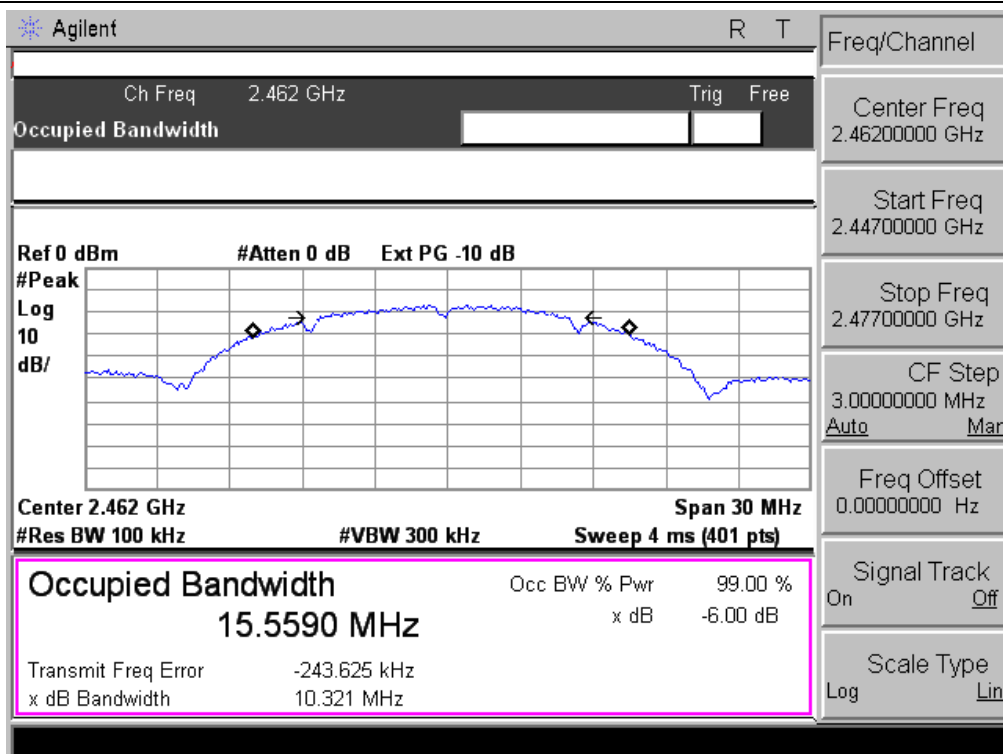 Agilent R T
Ch Freq 2.462 GHz Trig Free
Occupied Bandwidth
Ref 0 dBm #Atten 0 dB Ext PG -10 dB
#Peak
Log
10
dB/
Center 2.462 GHz Span 30 MHz
#Res BW 100 kHz #VBW 300 kHz Sweep 4 ms (401 pts)
Occupied Bandwidth Occ BW % Pwr 99.00 %
15.5590 MHz x dB -6.00 dB
Transmit Freq Error -243.625 kHz
x dB Bandwidth 10.321 MHz
Freq/Channel
Center Freq
2.46200000 GHz
Start Freq
2.44700000 GHz
Stop Freq
2.47700000 GHz
CF Step
3.00000000 MHz
Auto Man
Freq Offset
0.00000000 Hz
Signal Track
On Off
Scale Type
Log Lin